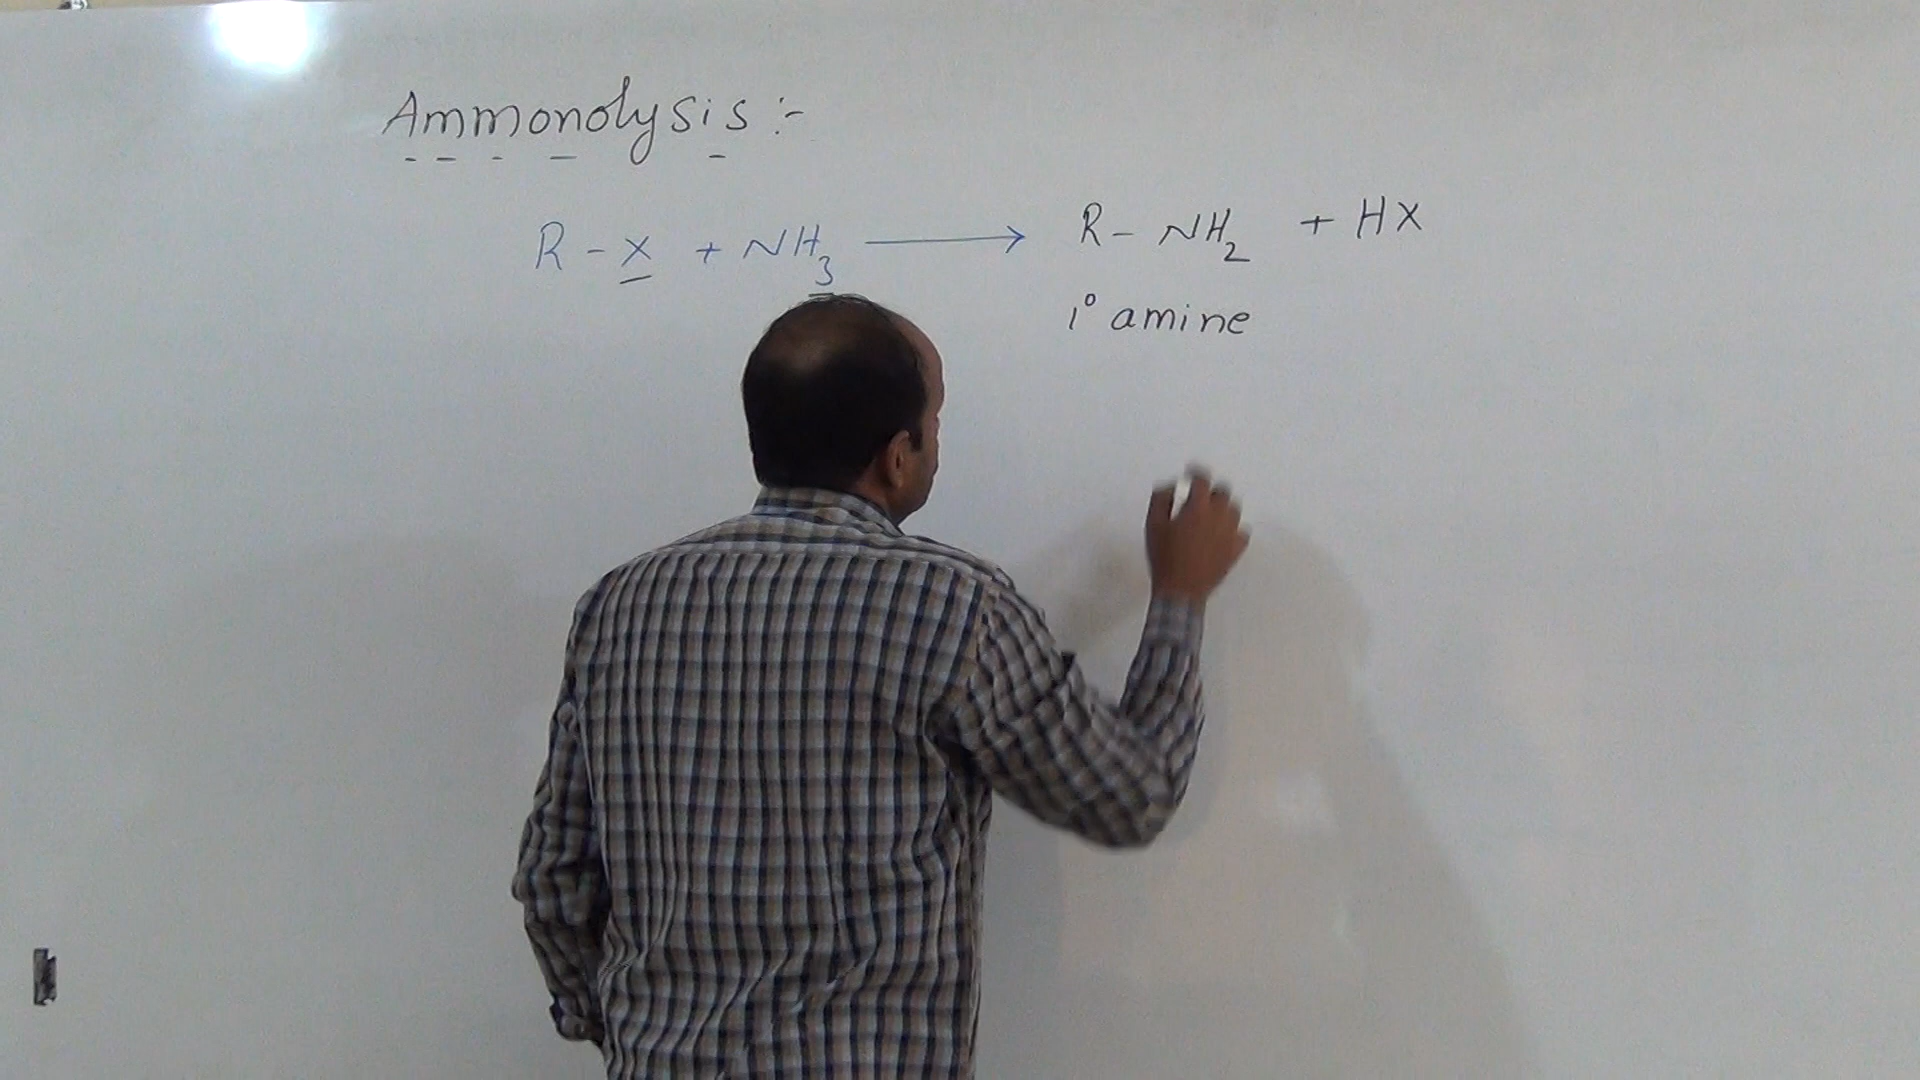 Ammonolysis :-
R - X + NH3 ⟶ R - NH2 + HX
1° amine